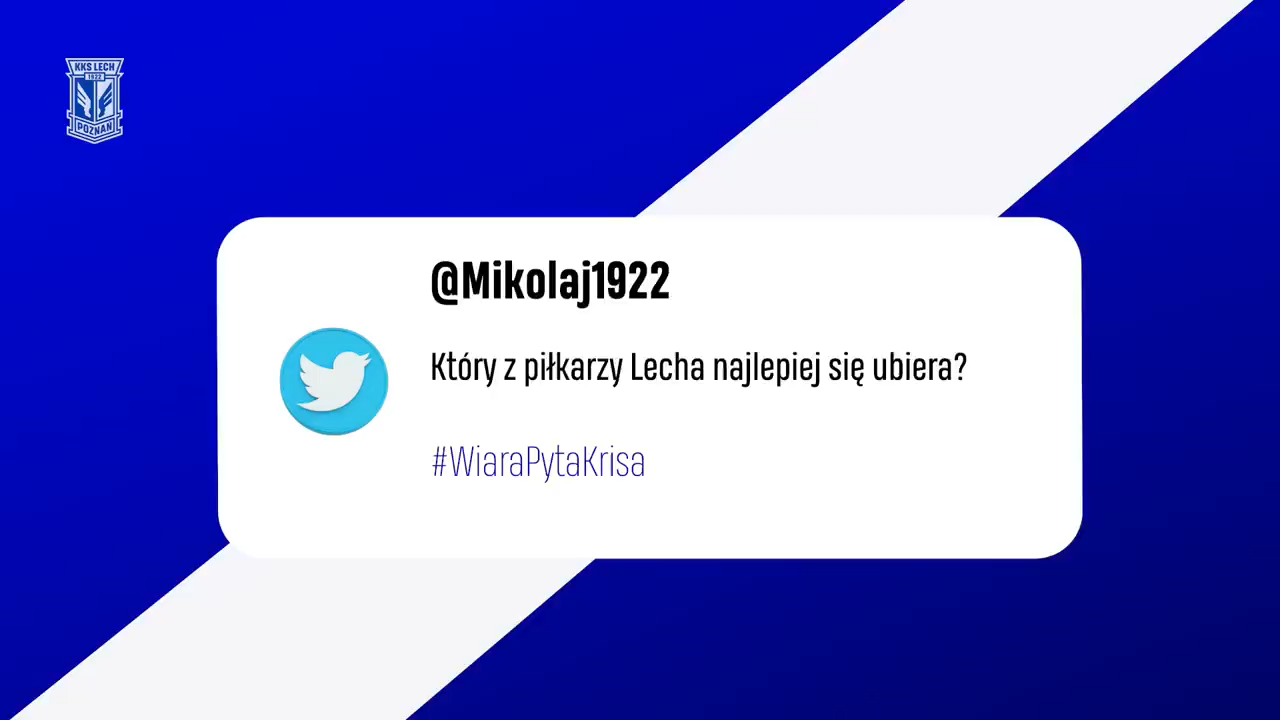 KKS LECH
1922
POZNAŃ
@Mikolaj1922
Który z piłkarzy Lecha najlepiej się ubiera?
#WiaraPytaKrisa